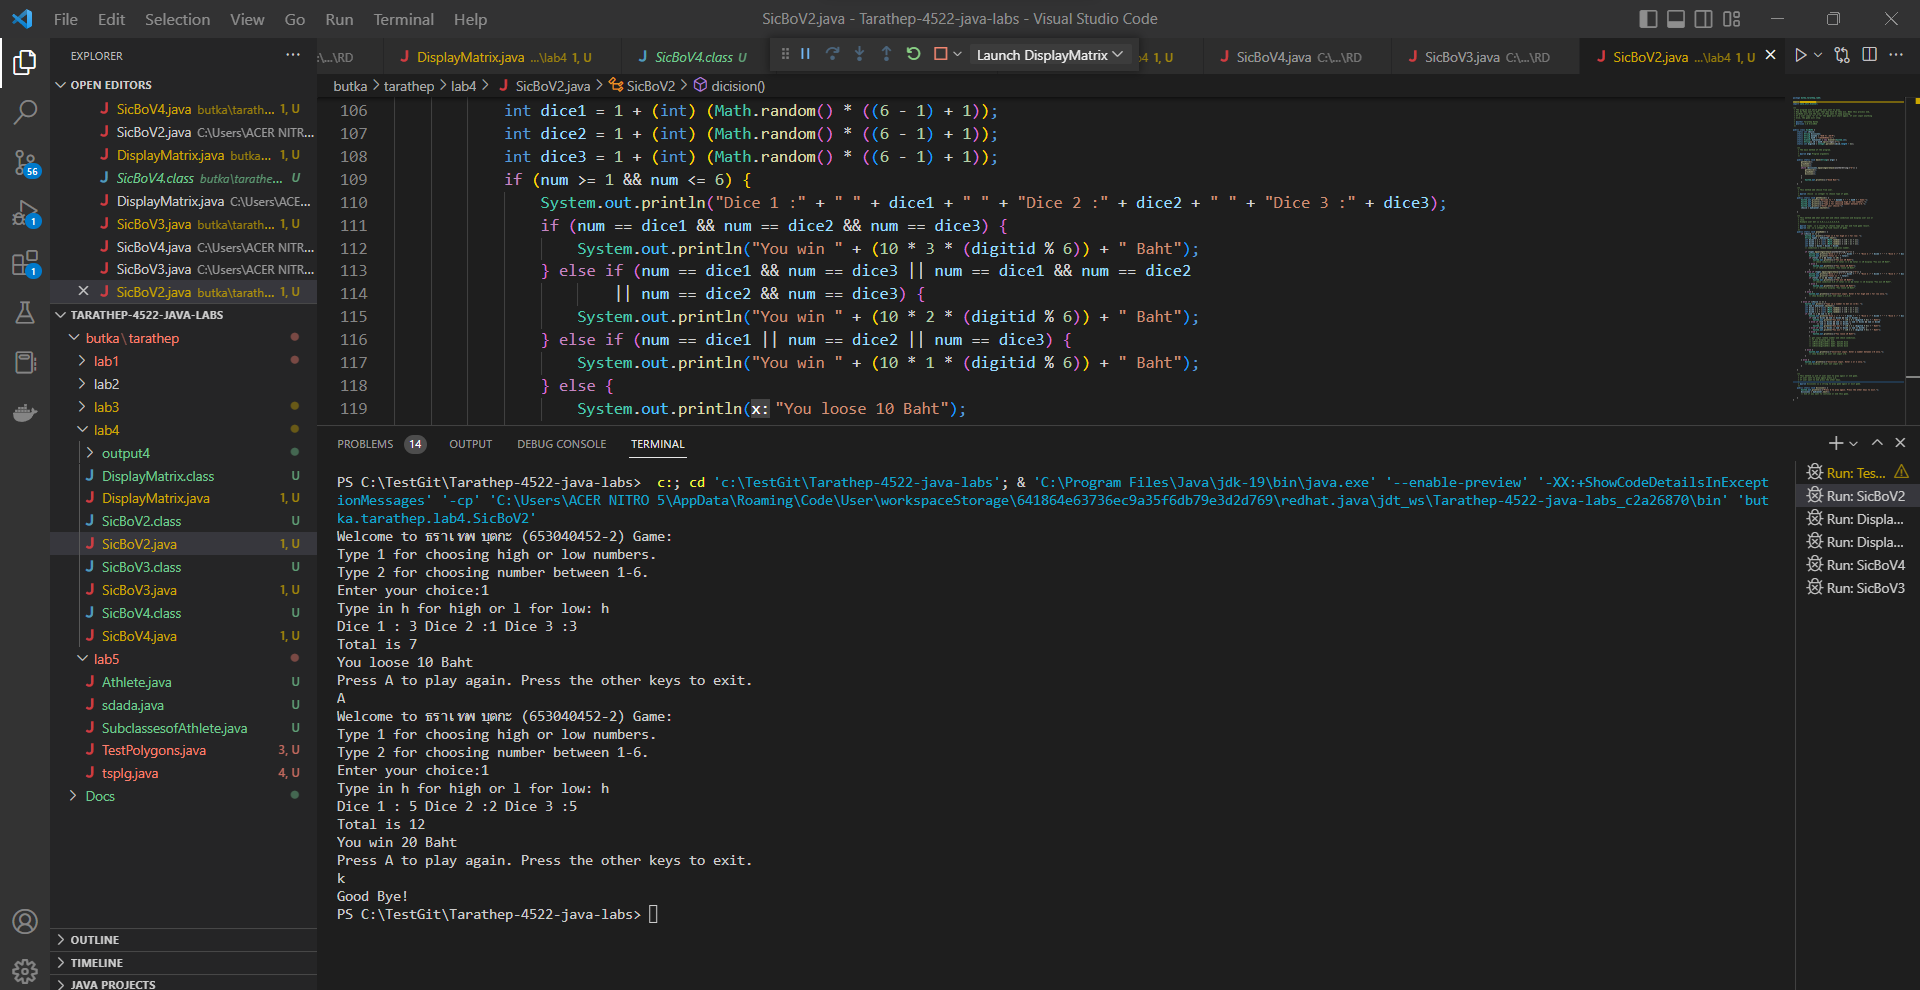 File Edit Selection View Go Run Terminal Help
SicBoV2.java - Tarathep-4522-java-labs - Visual Studio Code
EXPLORER
OPEN EDITORS
SicBoV4.java butka\tarath... 1, U
SicBoV2.java C:\Users\ACER NITR...
DisplayMatrix.java butka... 1, U
SicBoV4.class butka\tarathe... U
DisplayMatrix.java C:\Users\ACE...
SicBoV3.java butka\tarath... 1, U
SicBoV4.java C:\Users\ACER NITR...
SicBoV3.java C:\Users\ACER NITR...
SicBoV2.java butka\tarath... 1, U
TARATHEP-4522-JAVA-LABS
butka\tarathep
lab1
lab2
lab3
lab4
output4
DisplayMatrix.class U
DisplayMatrix.java 1, U
SicBoV2.class U
SicBoV2.java 1, U
SicBoV3.class U
SicBoV3.java 1, U
SicBoV4.class U
SicBoV4.java 1, U
lab5
Athlete.java U
sdada.java U
SubclassesofAthlete.java U
TestPolygons.java 3, U
tsplg.java 4, U
Docs
OUTLINE
TIMELINE
JAVA PROJECTS
56
1
1
:\...\RD DisplayMatrix.java ...\lab4 1, U SicBoV4.class U Launch DisplayMatrix b4 1, U SicBoV4.java C:\...\RD SicBoV3.java C:\...\RD SicBoV2.java ...\lab4 1, U
butka > tarathep > lab4 > SicBoV2.java > SicBoV2 > dicision()
106 int dice1 = 1 + (int) (Math.random() * ((6 - 1) + 1));
107 int dice2 = 1 + (int) (Math.random() * ((6 - 1) + 1));
108 int dice3 = 1 + (int) (Math.random() * ((6 - 1) + 1));
109 if (num >= 1 && num <= 6) {
110 System.out.println("Dice 1 :" + " " + dice1 + " " + "Dice 2 :" + dice2 + " " + "Dice 3 :" + dice3);
111 if (num == dice1 && num == dice2 && num == dice3) {
112 System.out.println("You win " + (10 * 3 * (digitid % 6)) + " Baht");
113 } else if (num == dice1 && num == dice3 || num == dice1 && num == dice2
114 || num == dice2 && num == dice3) {
115 System.out.println("You win " + (10 * 2 * (digitid % 6)) + " Baht");
116 } else if (num == dice1 || num == dice2 || num == dice3) {
117 System.out.println("You win " + (10 * 1 * (digitid % 6)) + " Baht");
118 } else {
119 System.out.println(x: "You loose 10 Baht");
PROBLEMS 14 OUTPUT DEBUG CONSOLE TERMINAL
PS C:\TestGit\Tarathep-4522-java-labs> c:; cd 'c:\TestGit\Tarathep-4522-java-labs'; & 'C:\Program Files\Java\jdk-19\bin\java.exe' '--enable-preview' '-XX:+ShowCodeDetailsInExcept
ionMessages' '-cp' 'C:\Users\ACER NITRO 5\AppData\Roaming\Code\User\workspaceStorage\641864e63736ec9a35f6db79e3d2d769\redhat.java\jdt_ws\Tarathep-4522-java-labs_c2a26870\bin' 'but
ka.tarathep.lab4.SicBoV2'
Welcome to ธราเทพ บุตกะ (653040452-2) Game:
Type 1 for choosing high or low numbers.
Type 2 for choosing number between 1-6.
Enter your choice:1
Type in h for high or l for low: h
Dice 1 : 3 Dice 2 :1 Dice 3 :3
Total is 7
You loose 10 Baht
Press A to play again. Press the other keys to exit.
A
Welcome to ธราเทพ บุตกะ (653040452-2) Game:
Type 1 for choosing high or low numbers.
Type 2 for choosing number between 1-6.
Enter your choice:1
Type in h for high or l for low: h
Dice 1 : 5 Dice 2 :2 Dice 3 :5
Total is 12
You win 20 Baht
Press A to play again. Press the other keys to exit.
k
Good Bye!
PS C:\TestGit\Tarathep-4522-java-labs>
Run: Tes...
Run: SicBoV2
Run: Displa...
Run: Displa...
Run: SicBoV4
Run: SicBoV3